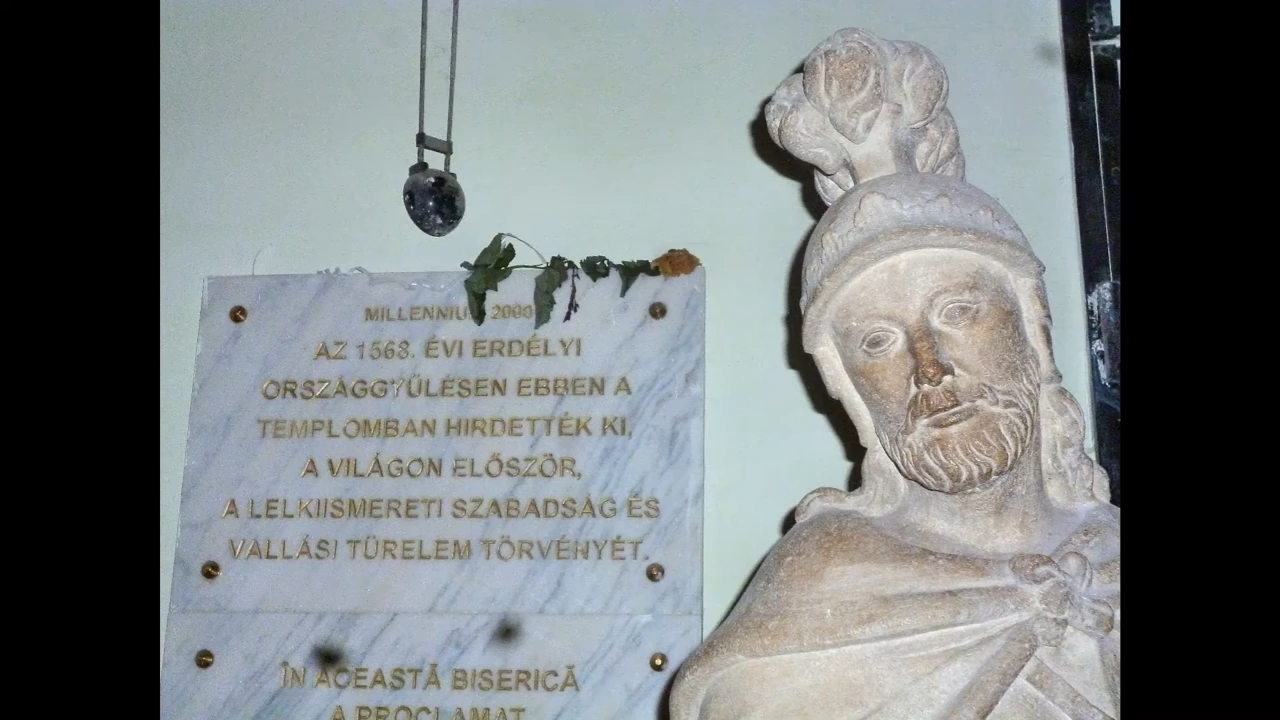 MILLENNIUM 2000
AZ 1568. ÉVI ERDÉLYI
ORSZÁGGYŰLÉSEN EBBEN A
TEMPLOMBAN HIRDETTÉK KI,
A VILÁGON ELŐSZÖR,
A LELKIISMERETI SZABADSÁG ÉS
VALLÁSI TÜRELEM TÖRVÉNYÉT.
ÎN ACEASTĂ BISERICĂ
A PROCLAMAT